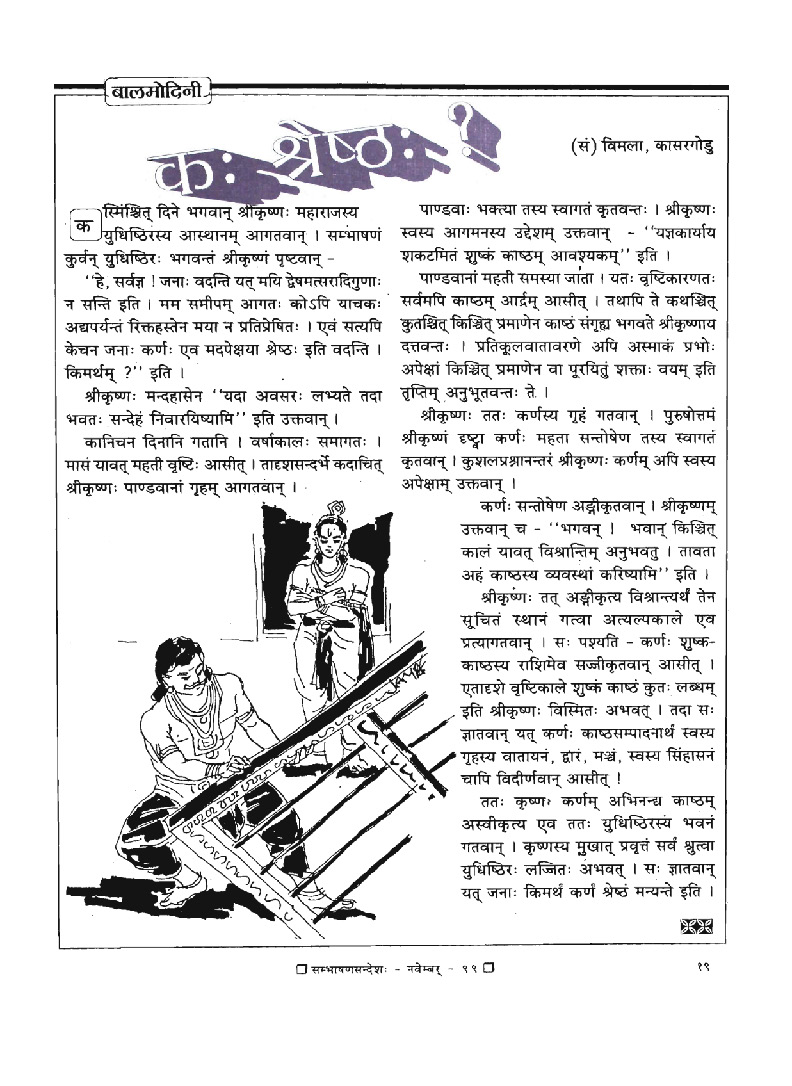 बालमोदिनी
कः श्रेष्ठः ?
(सं) विमला, कासरगोडु
कस्मिंश्चित् दिने भगवान् श्रीकृष्णः महाराजस्य
युधिष्ठिरस्य आस्थानम् आगतवान् । सम्भाषणं
कुर्वन् युधिष्ठिरः भगवन्तं श्रीकृष्णं पृष्टवान् -
‘‘हे, सर्वज्ञ ! जनाः वदन्ति यत् मयि द्वेषमत्सरादिगुणाः
न सन्ति इति । मम समीपम् आगतः कोऽपि याचकः
अद्यपर्यन्तं रिक्तहस्तेन मया न प्रतिप्रेषितः । एवं सत्यपि
केचन जनाः कर्णः एव मदपेक्षया श्रेष्ठः इति वदन्ति ।
किमर्थम् ?’’ इति ।
श्रीकृष्णः मन्दहासेन ‘‘यदा अवसरः लभ्यते तदा
भवतः सन्देहं निवारयिष्यामि’’ इति उक्तवान् ।
कानिचन दिनानि गतानि । वर्षाकालः समागतः ।
मासं यावत् महती वृष्टिः आसीत् । तादृशसन्दर्भे कदाचित्
श्रीकृष्णः पाण्डवानां गृहम् आगतवान् ।
पाण्डवाः भक्त्या तस्य स्वागतं कृतवन्तः । श्रीकृष्णः
स्वस्य आगमनस्य उद्देशम् उक्तवान् - ‘‘यज्ञकार्याय
शकटमितं शुष्कं काष्ठम् आवश्यकम्’’ इति ।
पाण्डवानां महती समस्या जाता । यतः वृष्टिकारणतः
सर्वमपि काष्ठम् आर्द्रम् आसीत् । तथापि ते कथञ्चित्
कुतश्चित् किञ्चित् प्रमाणेन काष्ठं संगृह्य भगवते श्रीकृष्णाय
दत्तवन्तः । प्रतिकूलवातावरणे अपि अस्माकं प्रभोः
अपेक्षां किञ्चित् प्रमाणेन वा पूरयितुं शक्ताः वयम् इति
तृप्तिम् अनुभूतवन्तः ते ।
श्रीकृष्णः ततः कर्णस्य गृहं गतवान् । पुरुषोत्तमं
श्रीकृष्णं दृष्ट्वा कर्णः महता सन्तोषेण तस्य स्वागतं
कृतवान् । कुशलप्रश्नानन्तरं श्रीकृष्णः कर्णम् अपि स्वस्य
अपेक्षाम् उक्तवान् ।
कर्णः सन्तोषेण अङ्गीकृतवान् । श्रीकृष्णम्
उक्तवान् च - ‘‘भगवन् । भवान् किञ्चित्
कालं यावत् विश्रान्तिम् अनुभवतु । तावता
अहं काष्ठस्य व्यवस्थां करिष्यामि’’ इति ।
श्रीकृष्णः तत् अङ्गीकृत्य विश्रान्त्यर्थं तेन
सूचितं स्थानं गत्वा अत्यल्पकाले एव
प्रत्यागतवान् । सः पश्यति - कर्णः शुष्क-
काष्ठस्य राशिमेव सज्जीकृतवान् आसीत् ।
एतादृशे वृष्टिकाले शुष्कं काष्ठं कुतः लब्धम्
इति श्रीकृष्णः विस्मितः अभवत् । तदा सः
ज्ञातवान् यत् कर्णः काष्ठसम्पादनार्थं स्वस्य
गृहस्य वातायनं, द्वारं, मञ्चं, स्वस्य सिंहासनं
चापि विदीर्णवान् आसीत् !
ततः कृष्णः कर्णम् अभिनन्द्य काष्ठम्
अस्वीकृत्य एव ततः युधिष्ठिरस्य भवनं
गतवान् । कृष्णस्य मुखात् प्रवृत्तं सर्वं श्रुत्वा
युधिष्ठिरः लज्जितः अभवत् । सः ज्ञातवान्
यत् जनाः किमर्थं कर्णं श्रेष्ठं मन्यन्ते इति ।
सम्भाषणसन्देशः - नवेम्बर् - ९९
१९